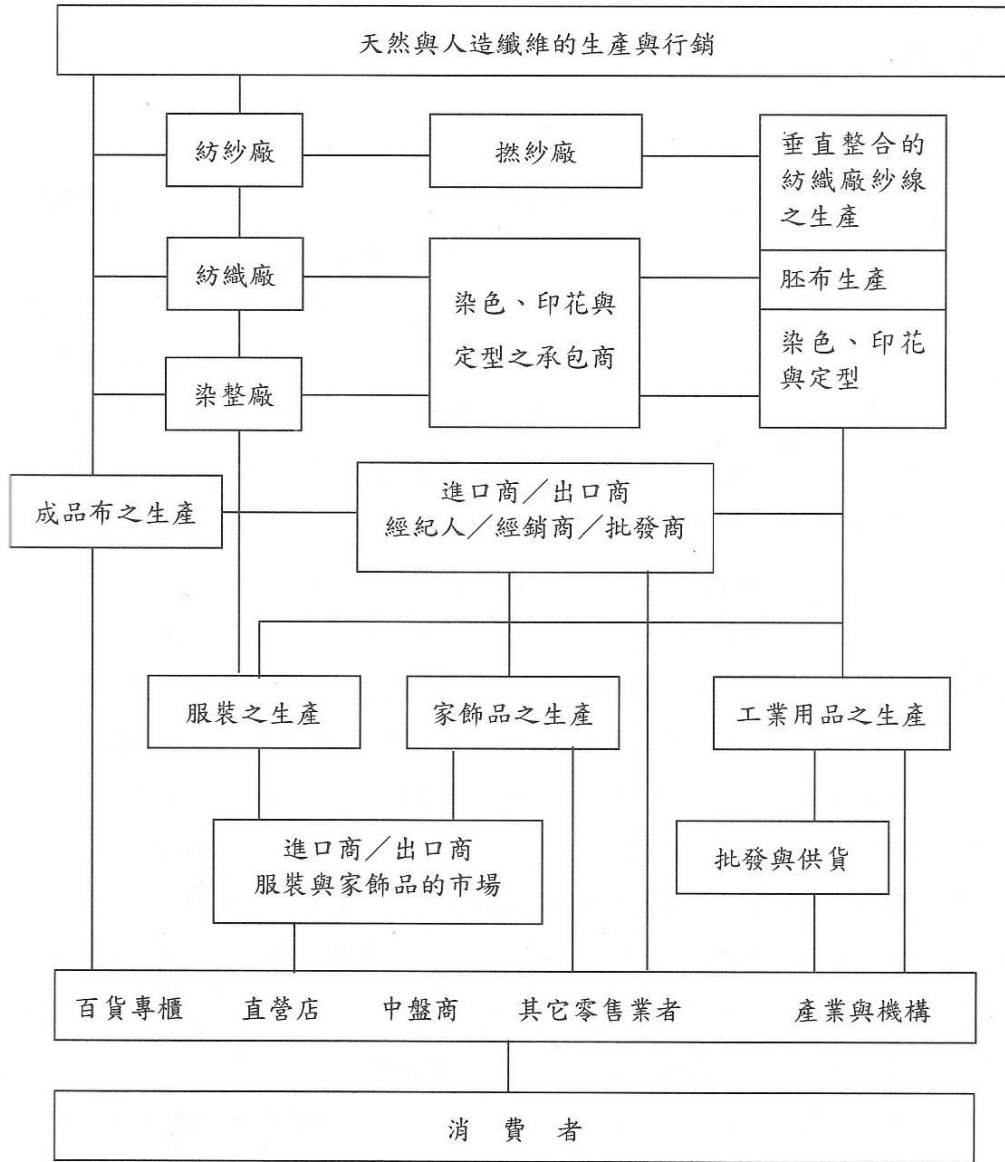 天然與人造纖維的生產與行銷
紡紗廠
撚紗廠
垂直整合的
紡織廠紗線
之生產
紡織廠
染色、印花與
定型之承包商
胚布生產
染整廠
染色、印花
與定型
成品布之生產
進口商／出口商
經紀人／經銷商／批發商
服裝之生產
家飾品之生產
工業用品之生產
進口商／出口商
服裝與家飾品的市場
批發與供貨
百貨專櫃 直營店 中盤商 其它零售業者 產業與機構
消費者